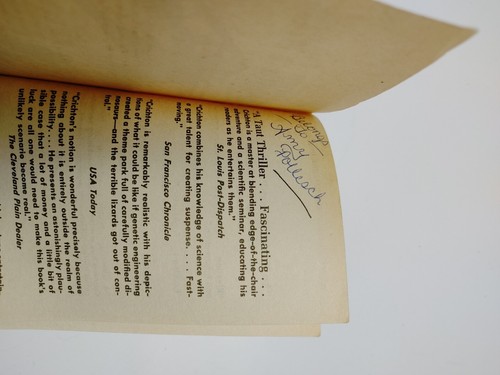 to
"A Taut Thriller . . . Fascinating . . .
Crichton is a master at blending edge-of-the-chair
adventure and a scientific seminar, educating his
readers as he entertains them."
St. Louis Post-Dispatch
"Crichton combines his knowledge of science with
a great talent for creating suspense. . . . Fast-
moving."
San Francisco Chronicle
"Crichton is remarkably realistic with his depic-
tions of what it could be like if genetic engineering
created a theme park full of carefully modified di-
nosaurs—and the terrible lizards got out of con-
trol."
USA Today
"Crichton's notion is wonderful precisely because
nothing about it is entirely outside the realm of
possibility. . . . He presents an astonishingly plau-
sible case that a lot of money and a little bit of
luck are all one would need to make this book's
unlikely scenario become real."
The Cleveland Plain Dealer